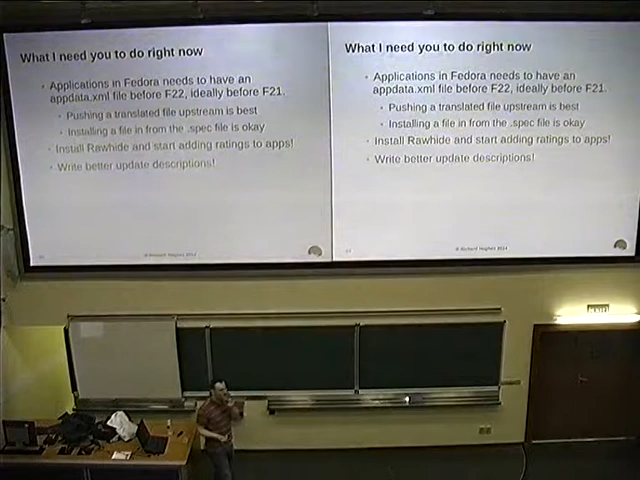 What I need you to do right now
Applications in Fedora needs to have an
appdata.xml file before F22, ideally before F21.
Pushing a translated file upstream is best
Installing a file in from the .spec file is okay
Install Rawhide and start adding ratings to apps!
Write better update descriptions!
What I need you to do right now
Applications in Fedora needs to have an
appdata.xml file before F22, ideally before F21.
Pushing a translated file upstream is best
Installing a file in from the .spec file is okay
Install Rawhide and start adding ratings to apps!
Write better update descriptions!
© Richard Hughes 2014